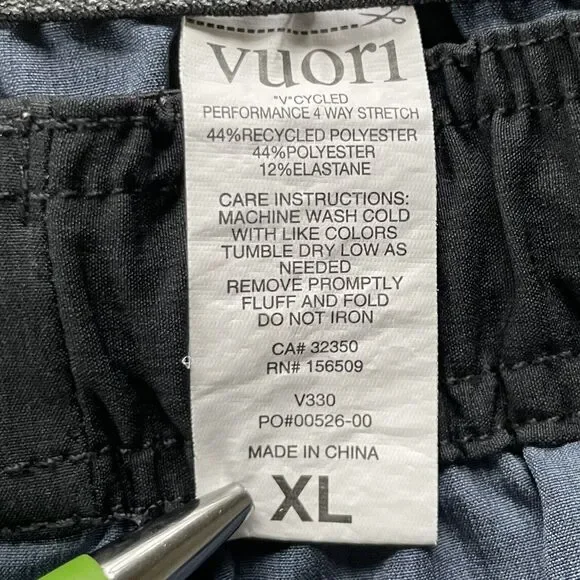 vuori
"V"CYCLED
PERFORMANCE 4 WAY STRETCH
44%RECYCLED POLYESTER
44%POLYESTER
12%ELASTANE
CARE INSTRUCTIONS:
MACHINE WASH COLD
WITH LIKE COLORS
TUMBLE DRY LOW AS
NEEDED
REMOVE PROMPTLY
FLUFF AND FOLD
DO NOT IRON
CA# 32350
RN# 156509
V330
PO#00526-00
MADE IN CHINA
XL